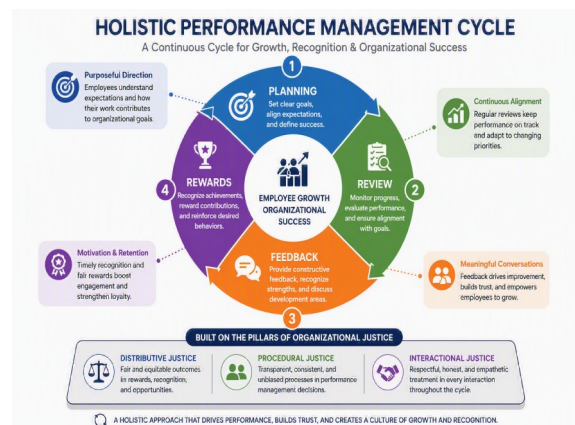 HOLISTIC PERFORMANCE MANAGEMENT CYCLE
A Continuous Cycle for Growth, Recognition & Organizational Success
1
PLANNING
Set clear goals,
align expectations,
and define success.
Purposeful Direction
Employees understand
expectations and how
their work contributes
to organizational goals.
2
REVIEW
Monitor progress,
evaluate performance,
and ensure alignment
with goals.
Continuous Alignment
Regular reviews keep
performance on track
and adapt to changing
priorities.
3
FEEDBACK
Provide constructive
feedback, recognize
strengths, and discuss
development areas.
Meaningful Conversations
Feedback drives improvement,
builds trust, and empowers
employees to grow.
4
REWARDS
Recognize achievements,
reward contributions,
and reinforce desired
behaviors.
Motivation & Retention
Timely recognition and
fair rewards boost
engagement and
strengthen loyalty.
EMPLOYEE GROWTH
ORGANIZATIONAL
SUCCESS
BUILT ON THE PILLARS OF ORGANIZATIONAL JUSTICE
DISTRIBUTIVE JUSTICE
Fair and equitable outcomes
in rewards, recognition,
and opportunities.
PROCEDURAL JUSTICE
Transparent, consistent, and
unbiased processes in performance
management decisions.
INTERACTIONAL JUSTICE
Respectful, honest, and empathetic
treatment in every interaction
throughout the cycle.
A HOLISTIC APPROACH THAT DRIVES PERFORMANCE, BUILDS TRUST, AND CREATES A CULTURE OF GROWTH AND RECOGNITION.